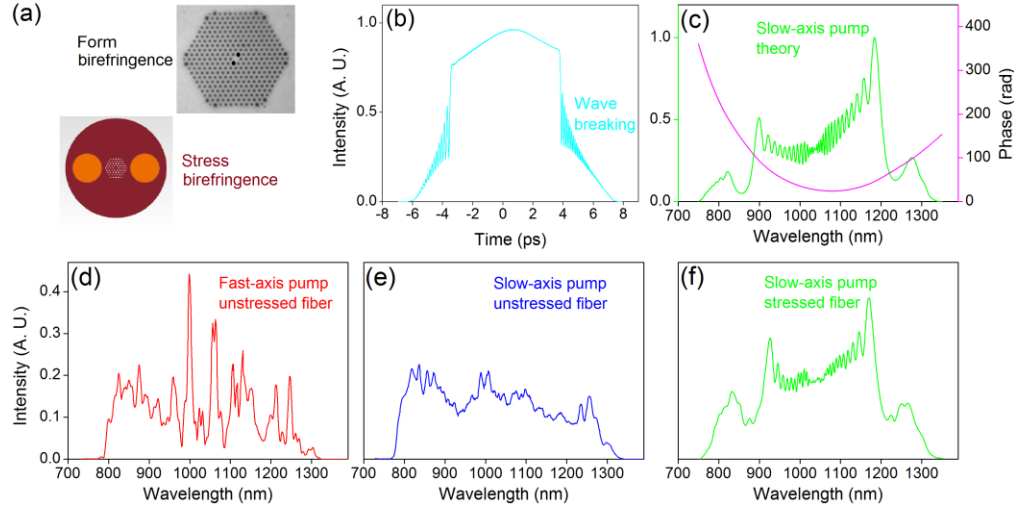 (a)
Form
birefringence
Stress
birefringence
(b)
Intensity (A. U.)
1.0
0.5
0.0
Wave
breaking
-8 -6 -4 -2 0 2 4 6 8
Time (ps)
(c)
Slow-axis pump
theory
1.0
0.5
0.0
400
300
200
100
0
Phase (rad)
700 800 900 1000 1100 1200 1300
Wavelength (nm)
(d)
Fast-axis pump
unstressed fiber
Intensity (A. U.)
0.4
0.3
0.2
0.1
0.0
700 800 900 1000 1100 1200 1300
Wavelength (nm)
(e)
Slow-axis pump
unstressed fiber
700 800 900 1000 1100 1200 1300
Wavelength (nm)
(f)
Slow-axis pump
stressed fiber
700 800 900 1000 1100 1200 1300
Wavelength (nm)